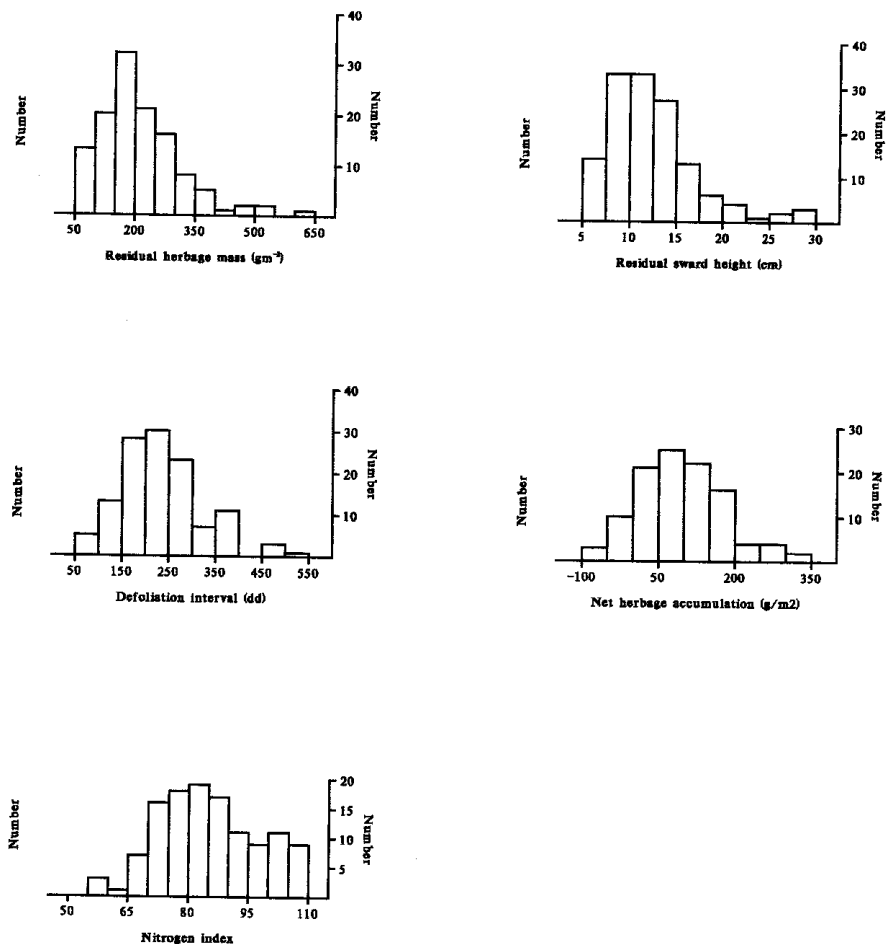 40
30
20
10
Number
Number
50 200 350 500 650
Residual herbage mass (gm⁻²)
40
30
20
10
Number
Number
5 10 15 20 25 30
Residual sward height (cm)
40
30
20
10
Number
Number
50 150 250 350 450 550
Defoliation interval (dd)
30
20
10
Number
Number
-100 50 200 350
Net herbage accumulation (g/m2)
20
15
10
5
Number
Number
50 65 80 95 110
Nitrogen index